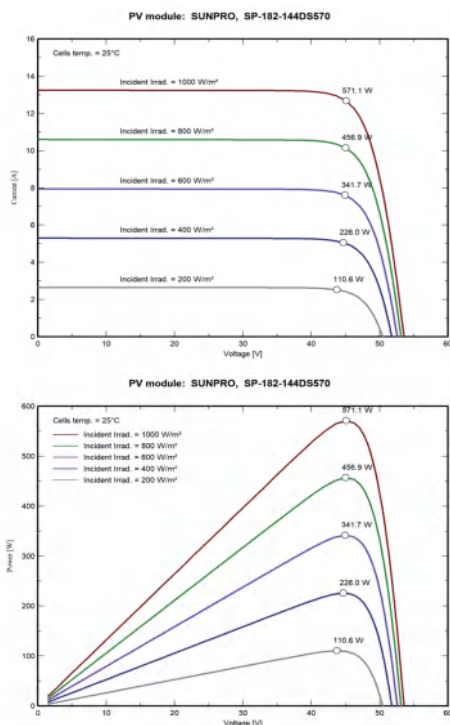 PV module: SUNPRO, SP-182-144DS570
16
Cells temp. = 25°C
14
Incident Irrad. = 1000 W/m²
571.1 W
12
Incident Irrad. = 800 W/m²
456.9 W
10
Current [A]
8
Incident Irrad. = 600 W/m²
341.7 W
6
Incident Irrad. = 400 W/m²
226.0 W
4
Incident Irrad. = 200 W/m²
110.6 W
2
0
0 10 20 30 40 50 60
Voltage [V]
PV module: SUNPRO, SP-182-144DS570
600
Cells temp. = 25°C
571.1 W
Incident Irrad. = 1000 W/m²
Incident Irrad. = 800 W/m²
500
Incident Irrad. = 600 W/m²
456.9 W
Incident Irrad. = 400 W/m²
Incident Irrad. = 200 W/m²
400
341.7 W
Power [W]
300
226.0 W
200
110.6 W
100
0
0 10 20 30 40 50 60
Voltage [V]